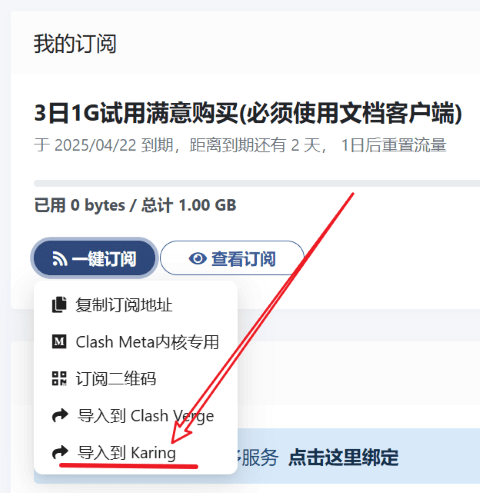 我的订阅
3日1G试用满意购买(必须使用文档客户端)
于 2025/04/22 到期，距离到期还有 2 天， 1日后重置流量
已用 0 bytes / 总计 1.00 GB
一键订阅 查看订阅
复制订阅地址
Clash Meta内核专用
订阅二维码
导入到 Clash Verge
导入到 Karing
服务 点击这里绑定